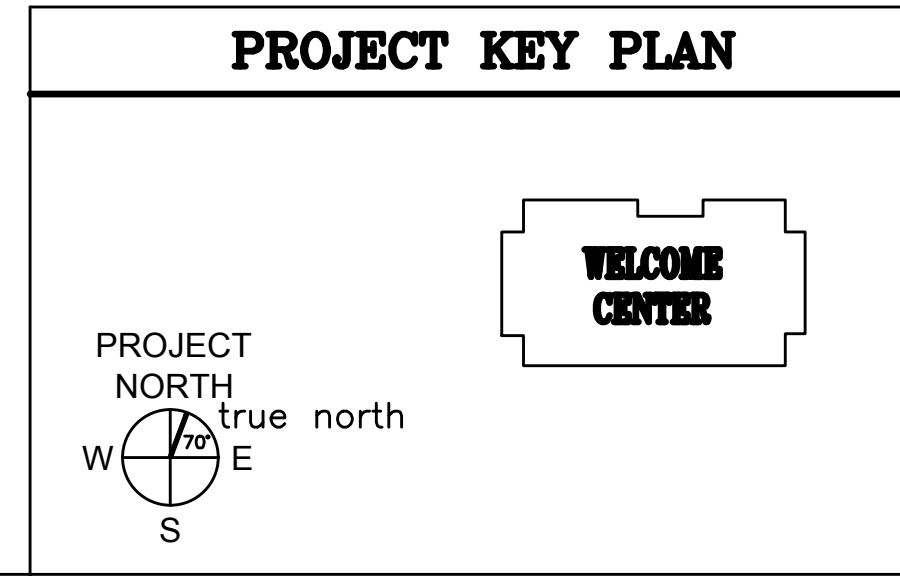 PROJECT KEY PLAN
WELCOME
CENTER
PROJECT
NORTH
true north
70°
W
E
S